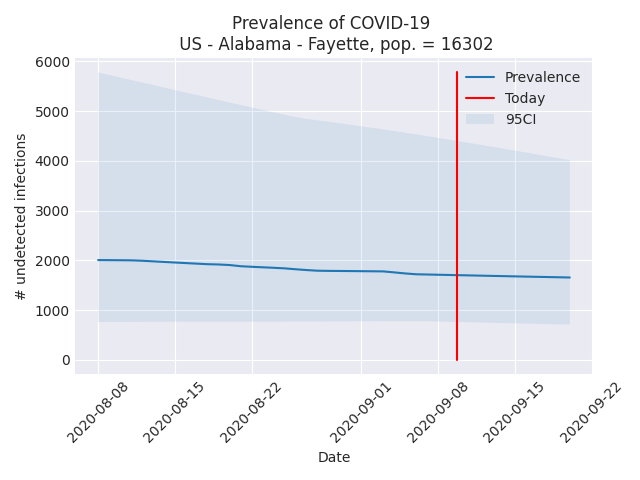 Prevalence of COVID-19
US - Alabama - Fayette, pop. = 16302
6000
5000
4000
3000
2000
1000
0
# undetected infections
Prevalence
Today
95CI
2020-08-08
2020-08-15
2020-08-22
2020-09-01
2020-09-08
2020-09-15
2020-09-22
Date